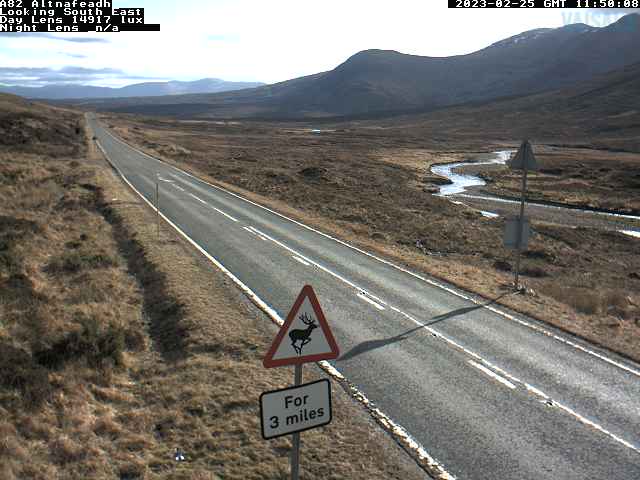 A82 Altnafeadh
Looking South East
Day Lens 14917 lux
Night Lens n/a
2023-02-25 GMT 11:50:08
VAISALA
For
3 miles